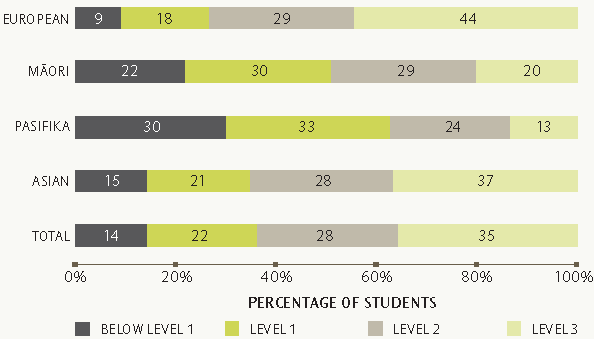 EUROPEAN 9 18 29 44
MĀORI 22 30 29 20
PASIFIKA 30 33 24 13
ASIAN 15 21 28 37
TOTAL 14 22 28 35
0% 20% 40% 60% 80% 100%
PERCENTAGE OF STUDENTS
BELOW LEVEL 1 LEVEL 1 LEVEL 2 LEVEL 3